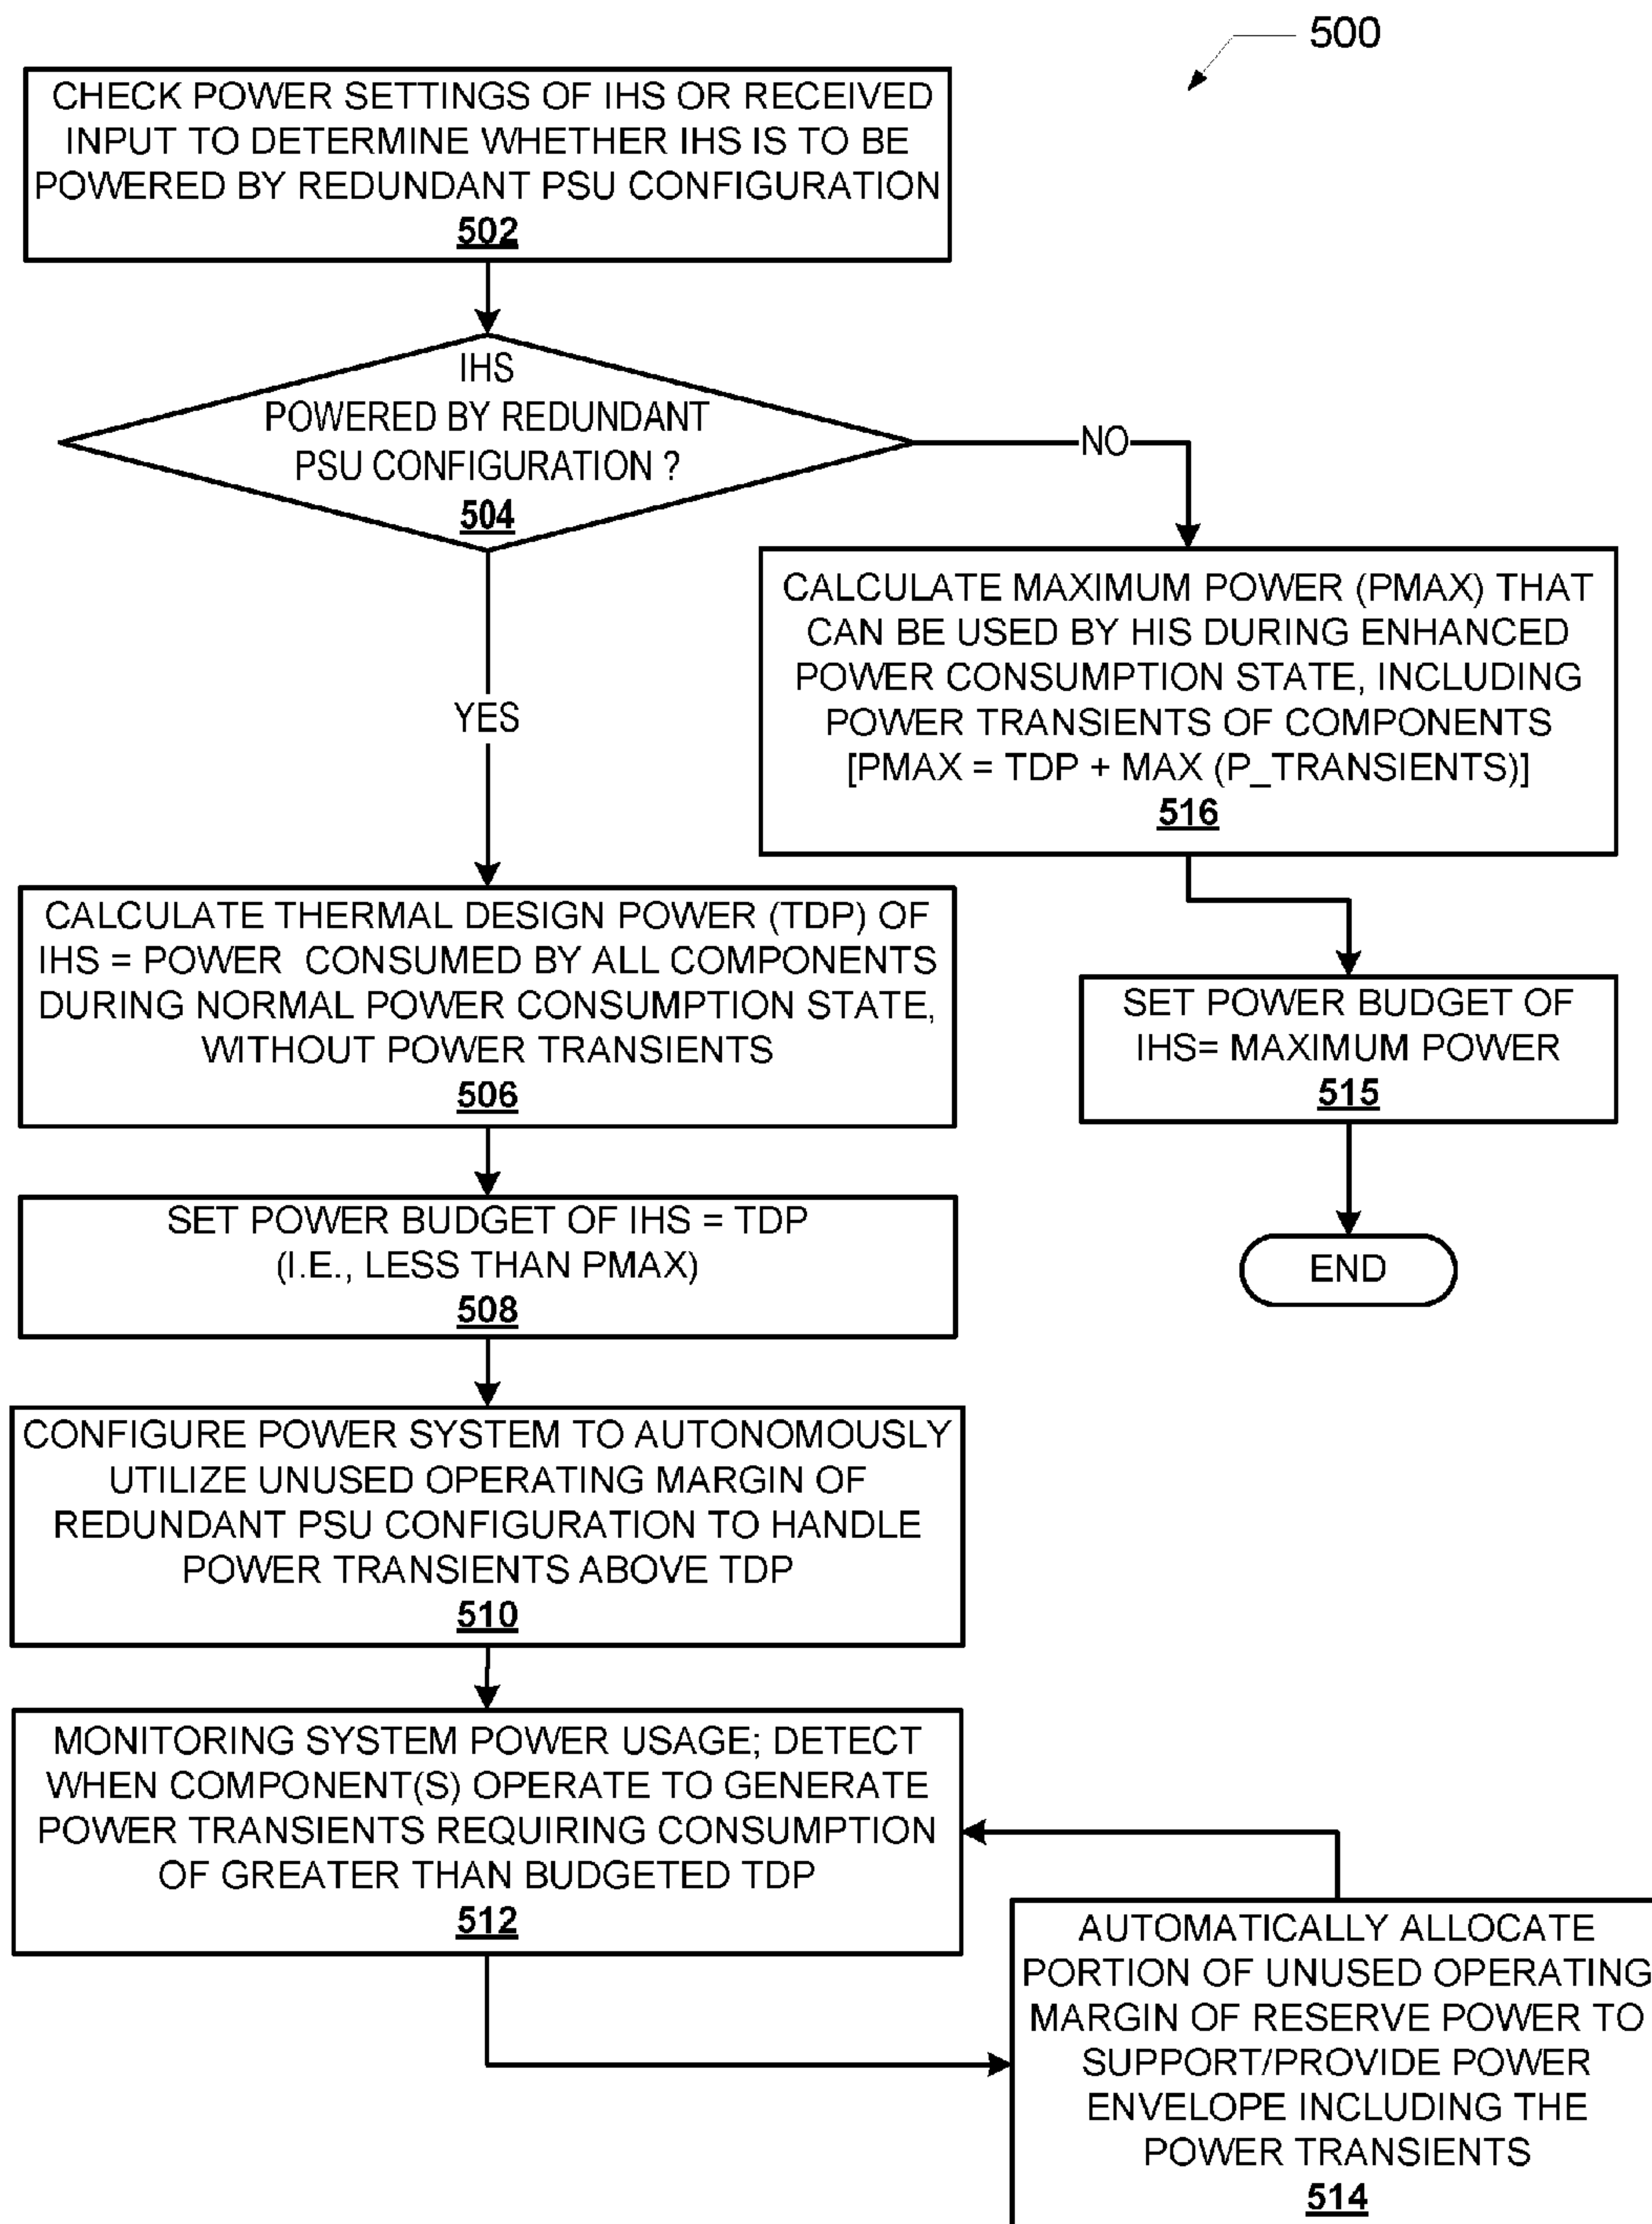 500
CHECK POWER SETTINGS OF IHS OR RECEIVED
INPUT TO DETERMINE WHETHER IHS IS TO BE
POWERED BY REDUNDANT PSU CONFIGURATION
502
IHS
POWERED BY REDUNDANT
PSU CONFIGURATION ?
504
NO
YES
CALCULATE MAXIMUM POWER (PMAX) THAT
CAN BE USED BY HIS DURING ENHANCED
POWER CONSUMPTION STATE, INCLUDING
POWER TRANSIENTS OF COMPONENTS
[PMAX = TDP + MAX (P_TRANSIENTS)]
516
SET POWER BUDGET OF
IHS= MAXIMUM POWER
515
END
CALCULATE THERMAL DESIGN POWER (TDP) OF
IHS = POWER CONSUMED BY ALL COMPONENTS
DURING NORMAL POWER CONSUMPTION STATE,
WITHOUT POWER TRANSIENTS
506
SET POWER BUDGET OF IHS = TDP
(I.E., LESS THAN PMAX)
508
CONFIGURE POWER SYSTEM TO AUTONOMOUSLY
UTILIZE UNUSED OPERATING MARGIN OF
REDUNDANT PSU CONFIGURATION TO HANDLE
POWER TRANSIENTS ABOVE TDP
510
MONITORING SYSTEM POWER USAGE; DETECT
WHEN COMPONENT(S) OPERATE TO GENERATE
POWER TRANSIENTS REQUIRING CONSUMPTION
OF GREATER THAN BUDGETED TDP
512
AUTOMATICALLY ALLOCATE
PORTION OF UNUSED OPERATING
MARGIN OF RESERVE POWER TO
SUPPORT/PROVIDE POWER
ENVELOPE INCLUDING THE
POWER TRANSIENTS
514